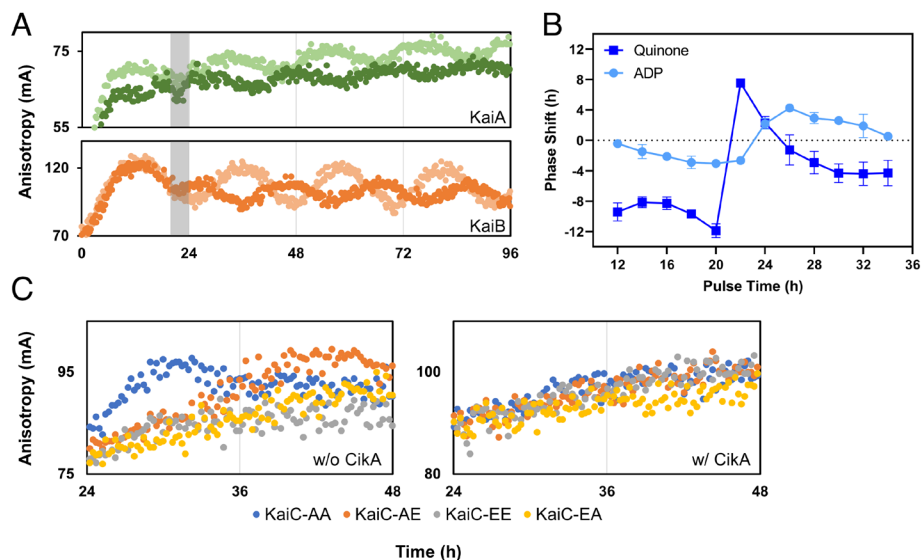 A
Anisotropy (mA)
75
55
KaiA
120
70
KaiB
0
24
48
72
96
B
Phase Shift (h)
12
8
4
0
-4
-8
-12
Quinone
ADP
12
16
20
24
28
32
36
Pulse Time (h)
C
Anisotropy (mA)
95
75
w/o CikA
24
36
48
100
80
w/ CikA
24
36
48
KaiC-AA
KaiC-AE
KaiC-EE
KaiC-EA
Time (h)